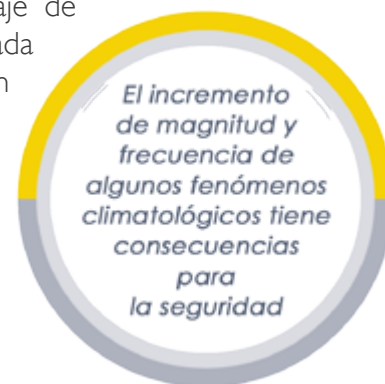 aje de
ada
n
El incremento
de magnitud y
frecuencia de
algunos fenómenos
climatológicos tiene
consecuencias
para
la seguridad